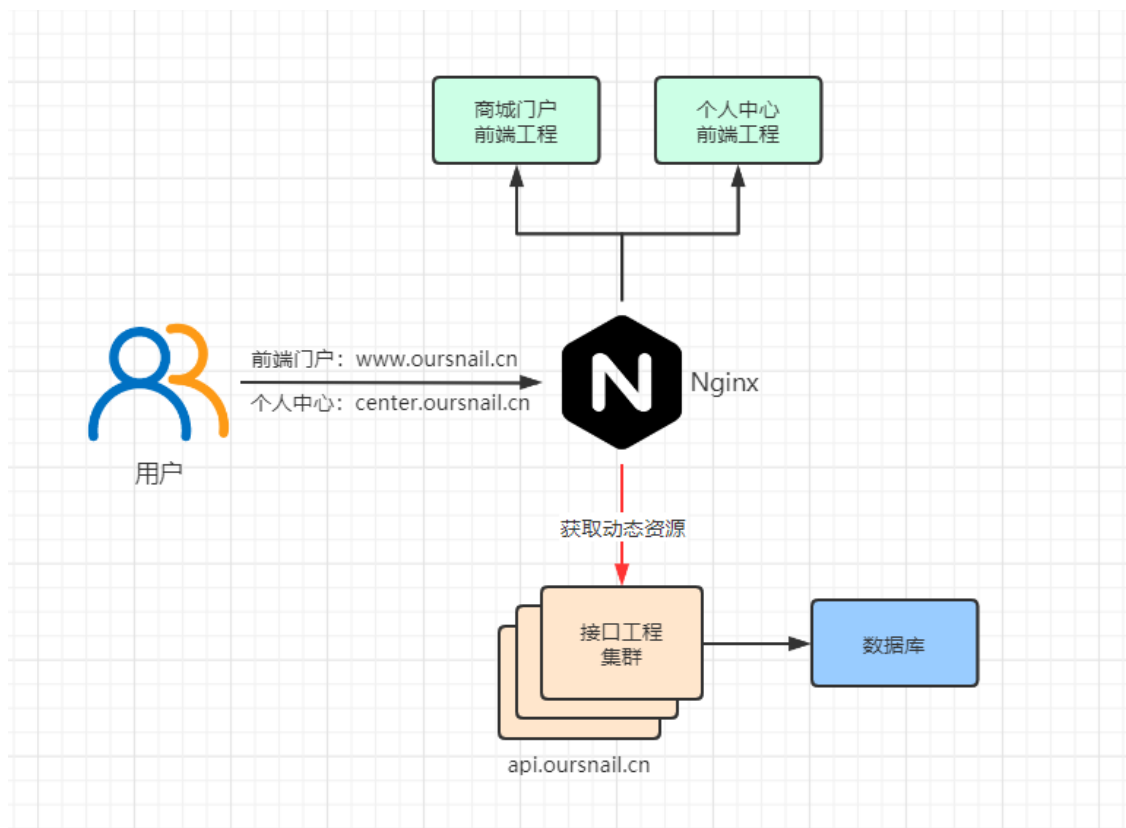 商城门户
前端工程
个人中心
前端工程
前端门户：www.oursnail.cn
个人中心：center.oursnail.cn
N
Nginx
用户
获取动态资源
接口工程
集群
数据库
api.oursnail.cn